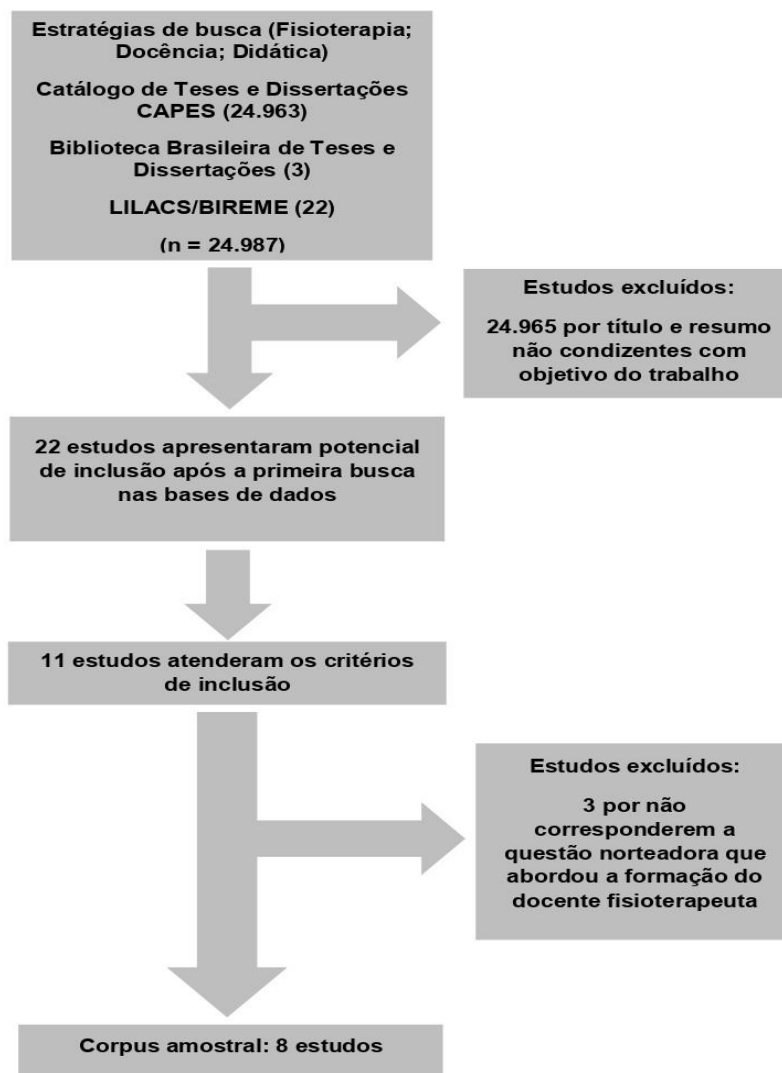 Estratégias de busca (Fisioterapia;
Docência; Didática)
Catálogo de Teses e Dissertações
CAPES (24.963)
Biblioteca Brasileira de Teses e
Dissertações (3)
LILACS/BIREME (22)
(n = 24.987)
Estudos excluídos:
24.965 por título e resumo
não condizentes com
objetivo do trabalho
22 estudos apresentaram potencial
de inclusão após a primeira busca
nas bases de dados
11 estudos atenderam os critérios
de inclusão
Estudos excluídos:
3 por não
corresponderem a
questão norteadora que
abordou a formação do
docente fisioterapeuta
Corpus amostral: 8 estudos